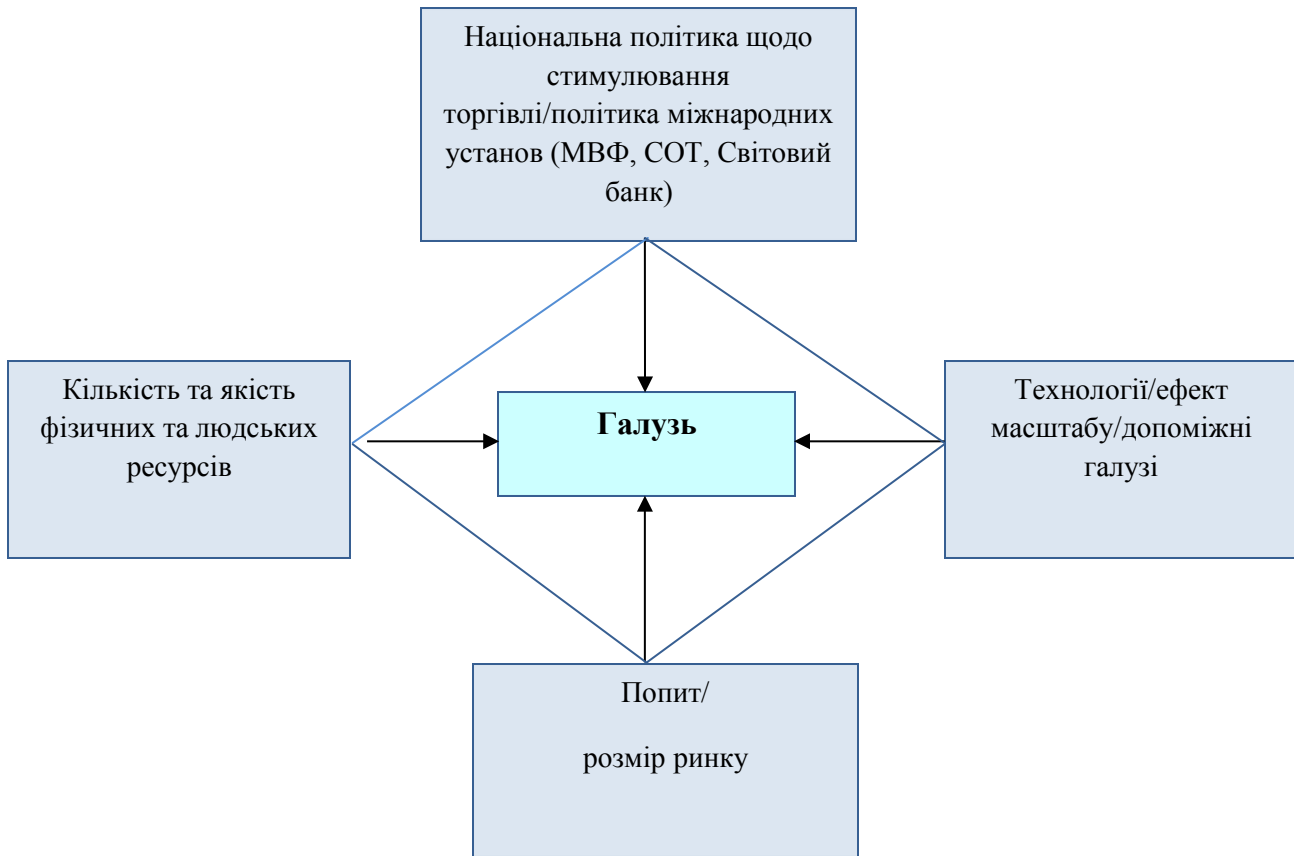 Національна політика щодо
стимулювання
торгівлі/політика міжнародних
установ (МВФ, СОТ, Світовий
банк)
Кількість та якість
фізичних та людських
ресурсів
Галузь
Технології/ефект
масштабу/допоміжні
галузі
Попит/
розмір ринку